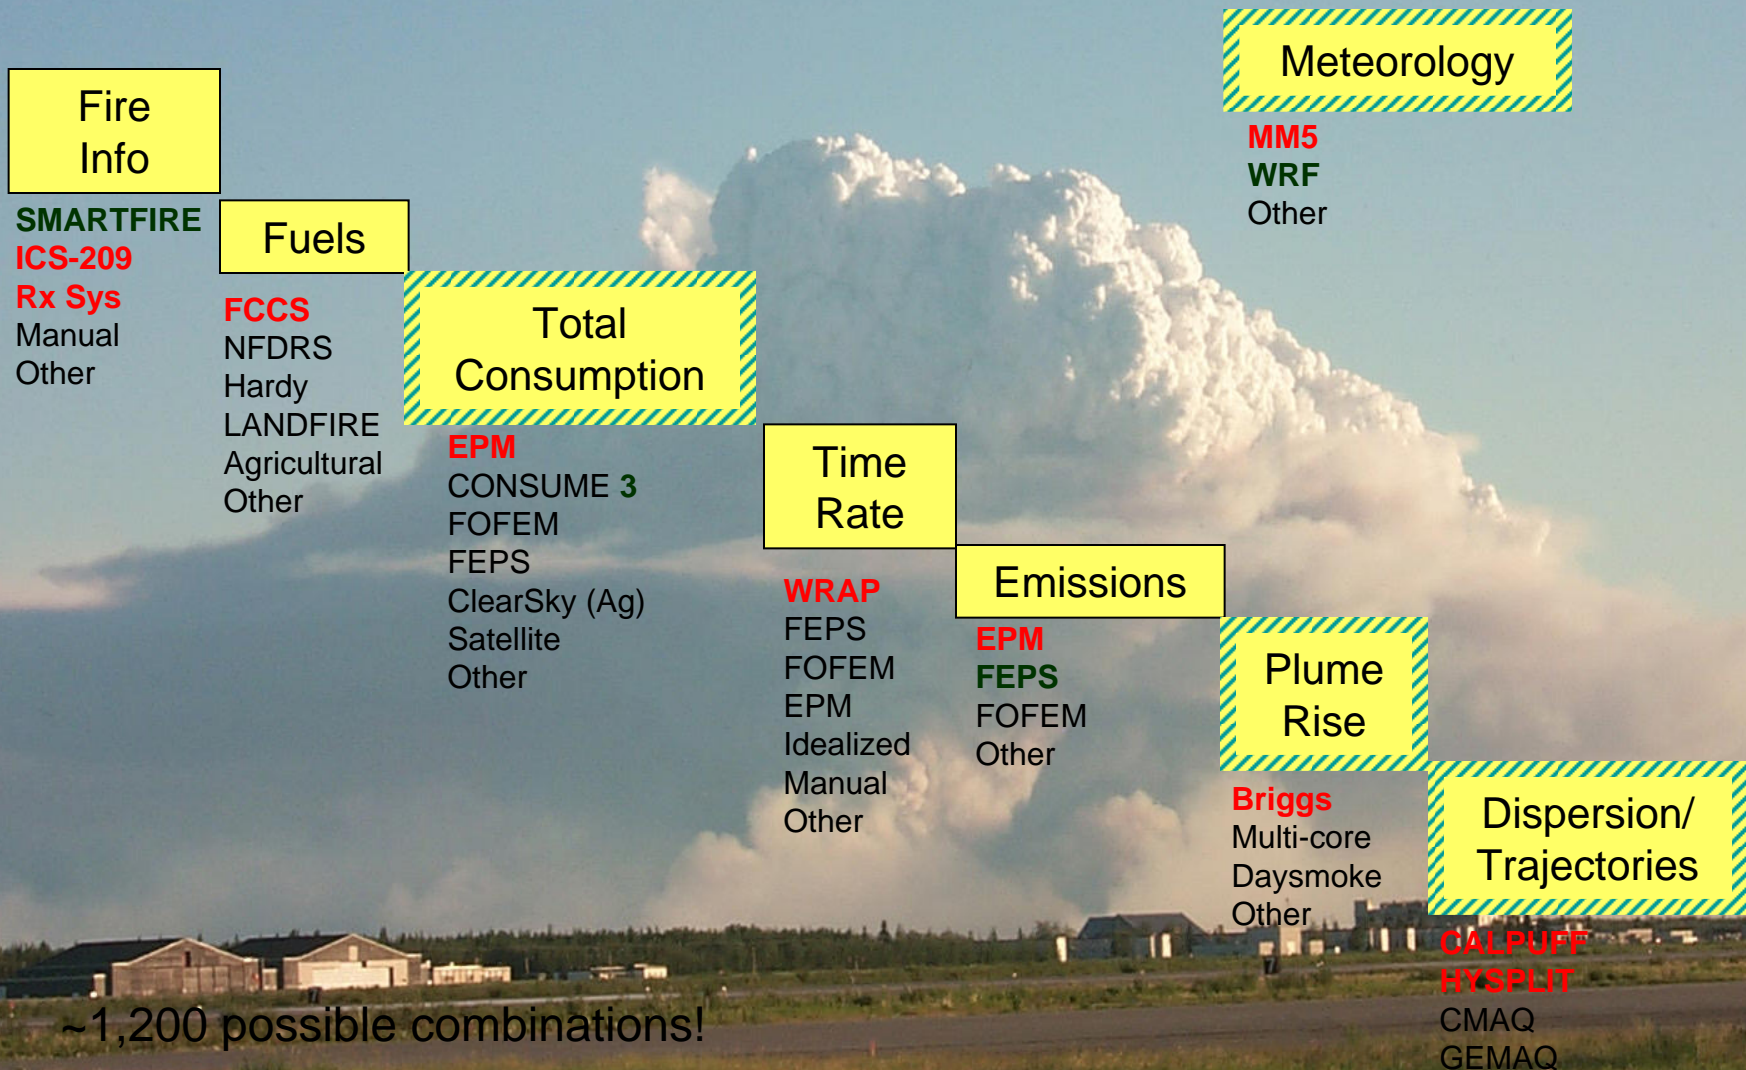 Meteorology
MM5
WRF
Other
Fire
Info
SMARTFIRE
ICS-209
Rx Sys
Manual
Other
Fuels
FCCS
NFDRS
Hardy
LANDFIRE
Agricultural
Other
Total
Consumption
EPM
CONSUME 3
FOFEM
FEPS
ClearSky (Ag)
Satellite
Other
Time
Rate
WRAP
FEPS
FOFEM
EPM
Idealized
Manual
Other
Emissions
EPM
FEPS
FOFEM
Other
Plume
Rise
Briggs
Multi-core
Daysmoke
Other
Dispersion/
Trajectories
CALPUFF
HYSPLIT
CMAQ
GEMAQ
~1,200 possible combinations!